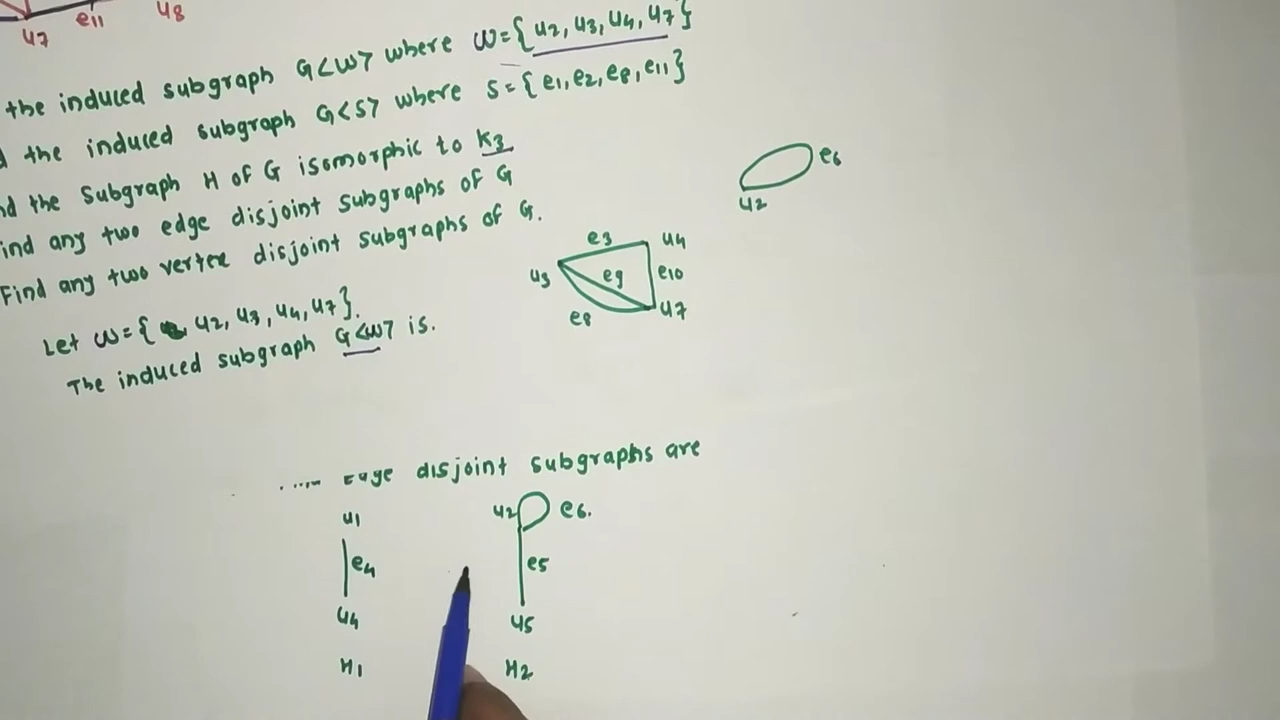 u7 e11 u8
the induced subgraph G<w> where w={u2, u3, u4, u7}
the induced subgraph G<s> where s={e1, e2, e8, e11}
the subgraph H of G isomorphic to K3
find any two edge disjoint subgraphs of G
Find any two vertex disjoint subgraphs of G.
Let w={ u2, u3, u4, u7}.
The induced subgraph G<w> is.
e6
u2
e3 u4
u3 e9 e10
e8 u7
edge disjoint subgraphs are
u1 u2 e6.
e4 e5
u4 u5
H1 H2